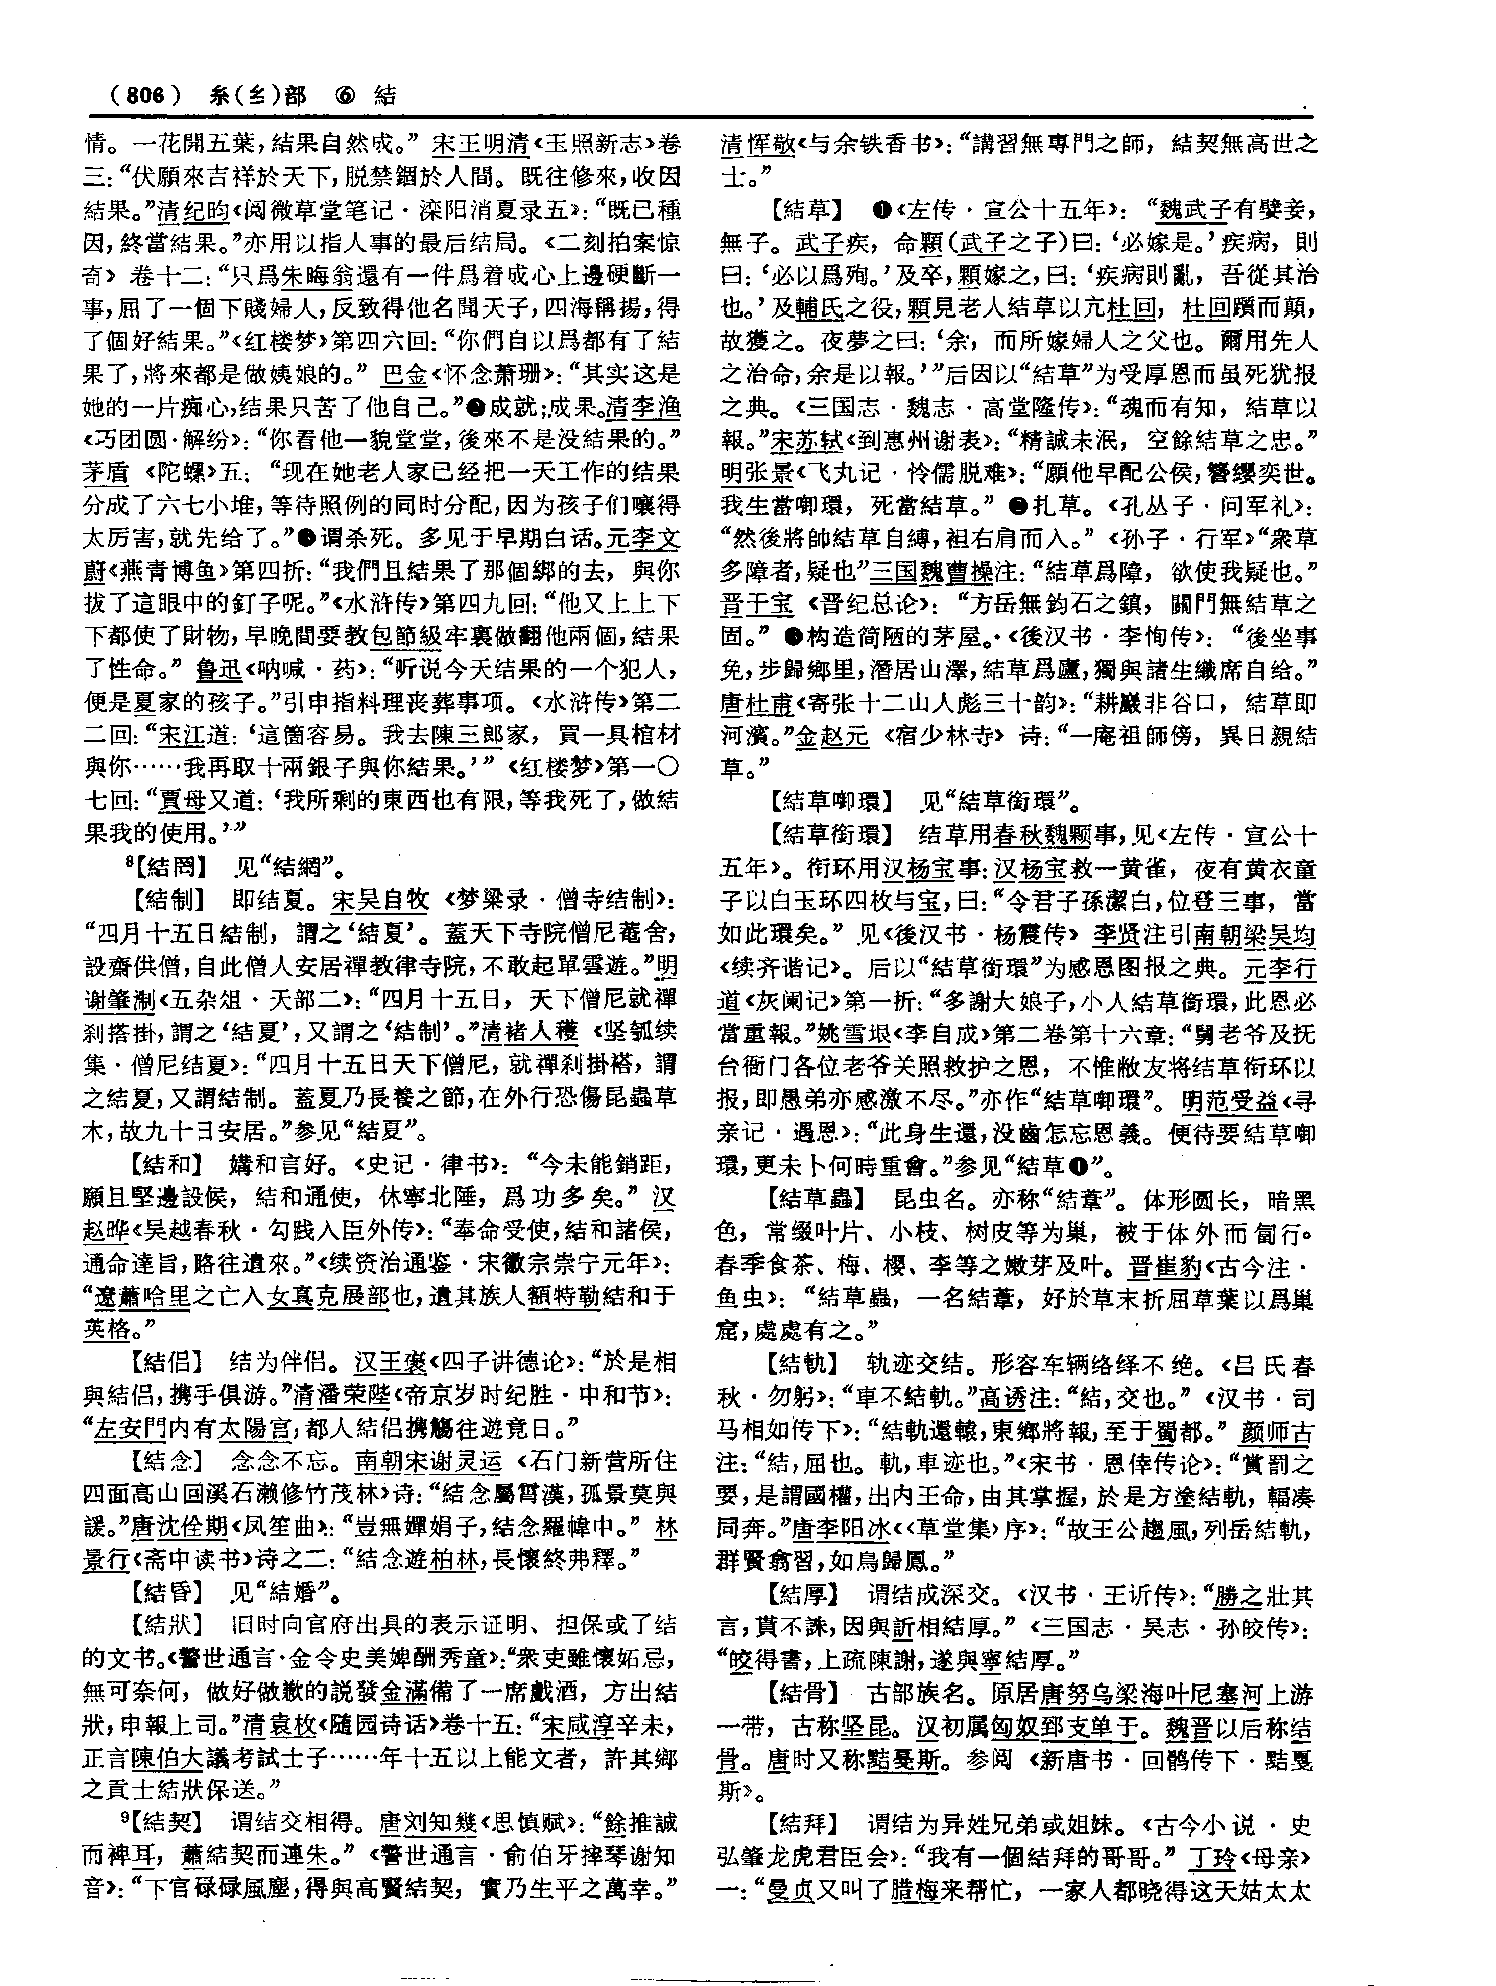 (806) 糸(纟)部 ⑥ 結
情。一花開五葉，結果自然成。”宋王明清《玉照新志》卷
三：“伏願來吉祥於天下，脱禁錮於人間。既往修來，收因
結果。”清纪昀《阅微草堂笔记·滦阳消夏录五》：“既已種
因，終當結果。”亦用以指人事的最后结局。《二刻拍案惊
奇》卷十二：“只爲朱晦翁還有一件爲着成心上邊硬斷一
事，屈了一個下賤婦人，反致得他名聞天子，四海稱揚，得
了個好結果。”《红楼梦》第四六回：“你們自以爲都有了結
果了，將來都是做姨娘的。”巴金《怀念萧珊》：“其实这是
她的一片痴心，结果只苦了他自己。”❷成就；成果。清李渔
《巧团圆·解纷》：“你看他一貌堂堂，後來不是没結果的。”
茅盾《陀螺》五：“现在她老人家已经把一天工作的结果
分成了六七小堆，等待照例的同时分配，因为孩子们嚷得
太厉害，就先给了。”❸谓杀死。多见于早期白话。元李文
蔚《燕青博鱼》第四折：“我們且結果了那個綁的去，與你
拔了這眼中的釘子呢。”《水浒传》第四九回：“他又上上下
下都使了財物，早晚間要教包節級牢裏做翻他兩個，結果
了性命。”鲁迅《呐喊·药》：“听说今天结果的一个犯人，
便是夏家的孩子。”引申指料理丧葬事项。《水浒传》第二
二回：“宋江道：‘這箇容易。我去陳三郎家，買一具棺材
與你……我再取十兩銀子與你結果。’”《红楼梦》第一〇
七回：“賈母又道：‘我所剩的東西也有限，等我死了，做結
果我的使用。’”
8【結罔】 见“結網”。
【結制】 即结夏。宋吴自牧《梦粱录·僧寺结制》：
“四月十五日結制，謂之‘結夏’。蓋天下寺院僧尼菴舍，
設齋供僧，自此僧人安居禪教律寺院，不敢起單雲遊。”明
谢肇淛《五杂俎·天部二》：“四月十五日，天下僧尼就禪
刹搭掛，謂之‘結夏’，又謂之‘結制’。”清褚人穫《坚瓠续
集·僧尼结夏》：“四月十五日天下僧尼，就禪刹掛褡，謂
之結夏，又謂結制。蓋夏乃長養之節，在外行恐傷昆蟲草
木，故九十日安居。”参见“結夏”。
【結和】 媾和言好。《史记·律书》：“今未能銷距，
願且堅邊設候，結和通使，休寧北陲，爲功多矣。”汉
赵晔《吴越春秋·勾践入臣外传》：“奉命受使，結和諸侯，
通命達旨，賂往遺來。”《续资治通鉴·宋徽宗崇宁元年》：
“遼蕭哈里之亡入女真克展部也，遺其族人額特勒結和于
英格。”
【結侣】 结为伴侣。汉王褒《四子讲德论》：“於是相
與結侣，携手俱游。”清潘荣陛《帝京岁时纪胜·中和节》：
“左安門内有太陽宫，都人結侣携觴往遊竟日。”
【結念】 念念不忘。南朝宋谢灵运《石门新营所住
四面高山回溪石濑修竹茂林》诗：“結念屬霄漢，孤景莫與
諼。”唐沈佺期《凤笙曲》：“豈無嬋娟子，結念羅幃中。”林
景行《斋中读书》诗之二：“結念遊柏林，長懷終弗釋。”
【結昏】 见“結婚”。
【結狀】 旧时向官府出具的表示证明、担保或了结
的文书。《警世通言·金令史美婢酬秀童》：“衆吏雖懷妬忌，
無可奈何，做好做歉的説發金滿備了一席戲酒，方出結
狀，申報上司。”清袁枚《随园诗话》卷十五：“宋咸淳辛未，
正言陳伯大議考試士子……年十五以上能文者，許其鄉
之貢士結狀保送。”
9【結契】 谓结交相得。唐刘知幾《思慎赋》：“餘推誠
而裨耳，蕭結契而連朱。”《警世通言·俞伯牙摔琴谢知
音》：“下官碌碌風塵，得與高賢結契，實乃生平之萬幸。”
清恽敬《与余铁香书》：“講習無專門之師，結契無高世之
士。”
【結草】 ❶《左传·宣公十五年》：“魏武子有嬖妾，
無子。武子疾，命顆（武子之子）曰：‘必嫁是。’疾病，則
曰：‘必以爲殉。’及卒，顆嫁之，曰：‘疾病則亂，吾從其治
也。’及輔氏之役，顆見老人結草以亢杜回，杜回躓而顛，
故獲之。夜夢之曰：‘余，而所嫁婦人之父也。爾用先人
之治命，余是以報。’”后因以“結草”为受厚恩而虽死犹报
之典。《三国志·魏志·高堂隆传》：“魂而有知，結草以
報。”宋苏轼《到惠州谢表》：“精誠未泯，空餘結草之忠。”
明张景《飞丸记·怜儒脱难》：“願他早配公侯，簪纓奕世。
我生當啣環，死當結草。”❷扎草。《孔丛子·问军礼》：
“然後將帥結草自縛，袒右肩而入。”《孙子·行军》“衆草
多障者，疑也”三国魏曹操注：“結草爲障，欲使我疑也。”
晋干宝《晋纪总论》：“方岳無鈞石之鎮，關門無結草之
固。”❸构造简陋的茅屋。《後汉书·李恂传》：“後坐事
免，步歸鄉里，潛居山澤，結草爲廬，獨與諸生織席自给。”
唐杜甫《寄张十二山人彪三十韵》：“耕巖非谷口，結草即
河濱。”金赵元《宿少林寺》诗：“一庵祖師傍，異日親結
草。”
【結草啣環】 见“結草銜環”。
【結草銜環】 结草用春秋魏颗事，见《左传·宣公十
五年》。衔环用汉杨宝事：汉杨宝救一黄雀，夜有黄衣童
子以白玉环四枚与宝，曰：“令君子孫潔白，位登三事，當
如此環矣。”见《後汉书·杨震传》李贤注引南朝梁吴均
《续齐谐记》。后以“結草銜環”为感恩图报之典。元李行
道《灰阑记》第一折：“多謝大娘子，小人結草銜環，此恩必
當重報。”姚雪垠《李自成》第二卷第十六章：“舅老爷及抚
台衙门各位老爷关照救护之恩，不惟敝友将结草衔环以
报，即愚弟亦感激不尽。”亦作“結草啣環”。明范受益《寻
亲记·遇恩》：“此身生還，没齒怎忘恩義。便待要結草啣
環，更未卜何時重會。”参见“結草❶”。
【結草蟲】 昆虫名。亦称“結葦”。体形圆长，暗黑
色，常缀叶片、小枝、树皮等为巢，被于体外而匍行。
春季食茶、梅、樱、李等之嫩芽及叶。晋崔豹《古今注·
鱼虫》：“結草蟲，一名結葦，好於草末折屈草葉以爲巢
窟，處處有之。”
【結軌】 轨迹交结。形容车辆络绎不绝。《吕氏春
秋·勿躬》：“車不結軌。”高诱注：“結，交也。”《汉书·司
马相如传下》：“結軌還轅，東鄉將報，至于蜀都。”颜师古
注：“結，屈也。軌，車迹也。”《宋书·恩倖传论》：“賞罰之
要，是謂國權，出内王命，由其掌握，於是方塗結軌，輻凑
同奔。”唐李阳冰《〈草堂集〉序》：“故王公趨風，列岳結軌，
群賢翕習，如鳥歸鳳。”
【結厚】 谓结成深交。《汉书·王䜣传》：“勝之壯其
言，貰不誅，因與訢相結厚。”《三国志·吴志·孙皎传》：
“皎得書，上疏陳謝，遂與寧結厚。”
【結骨】 古部族名。原居唐努乌梁海叶尼塞河上游
一带，古称坚昆。汉初属匈奴郅支单于。魏晋以后称结
骨。唐时又称黠戛斯。参阅《新唐书·回鹘传下·黠戛
斯》。
【結拜】 谓结为异姓兄弟或姐妹。《古今小说·史
弘肇龙虎君臣会》：“我有一個結拜的哥哥。”丁玲《母亲》
一：“曼贞又叫了腊梅来帮忙，一家人都晓得这天姑太太